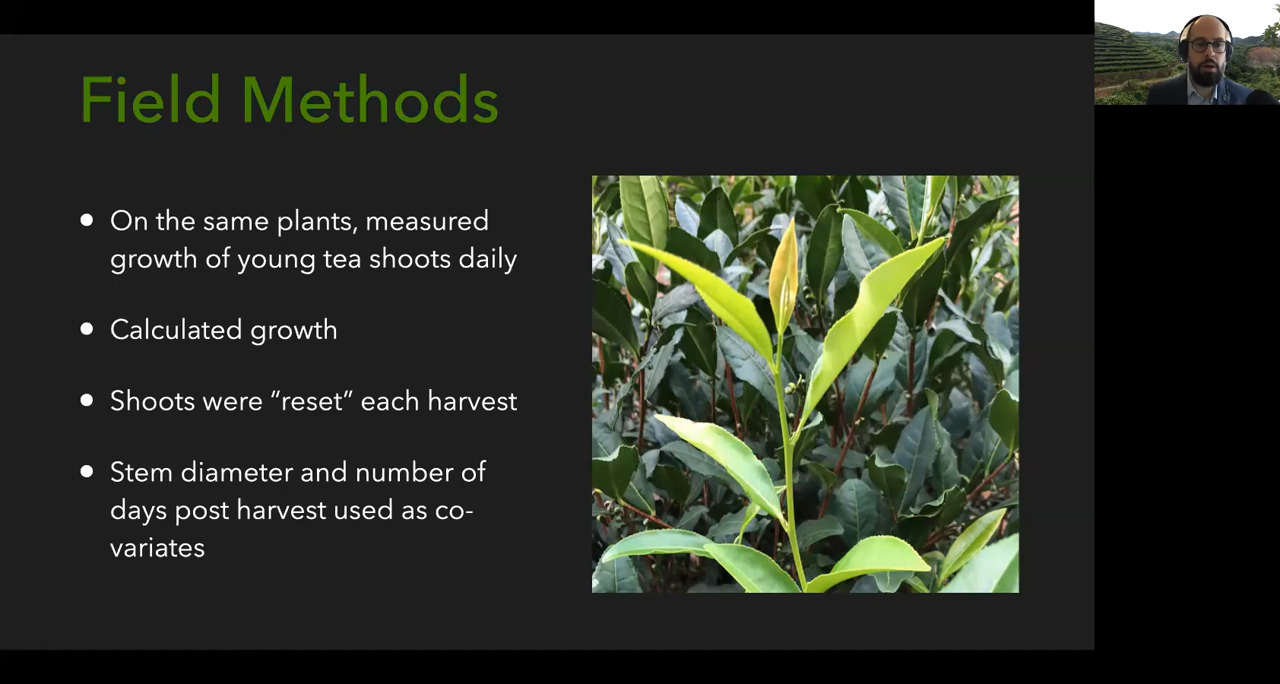 Field Methods
On the same plants, measured
growth of young tea shoots daily
Calculated growth
Shoots were “reset” each harvest
Stem diameter and number of
days post harvest used as co-
variates